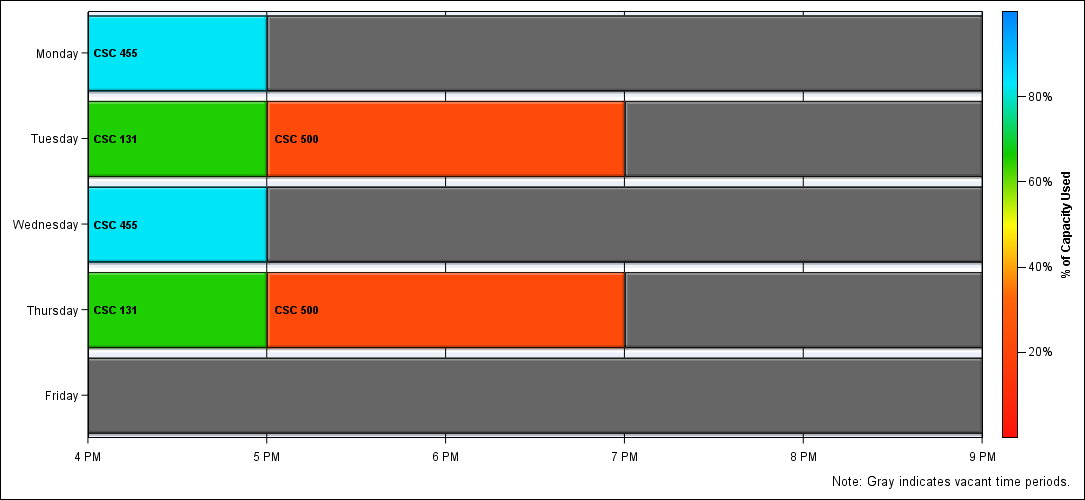 Monday
CSC 455
Tuesday
CSC 131
CSC 500
Wednesday
CSC 455
Thursday
CSC 131
CSC 500
Friday
4 PM
5 PM
6 PM
7 PM
8 PM
9 PM
80%
60%
40%
20%
% of Capacity Used
Note: Gray indicates vacant time periods.